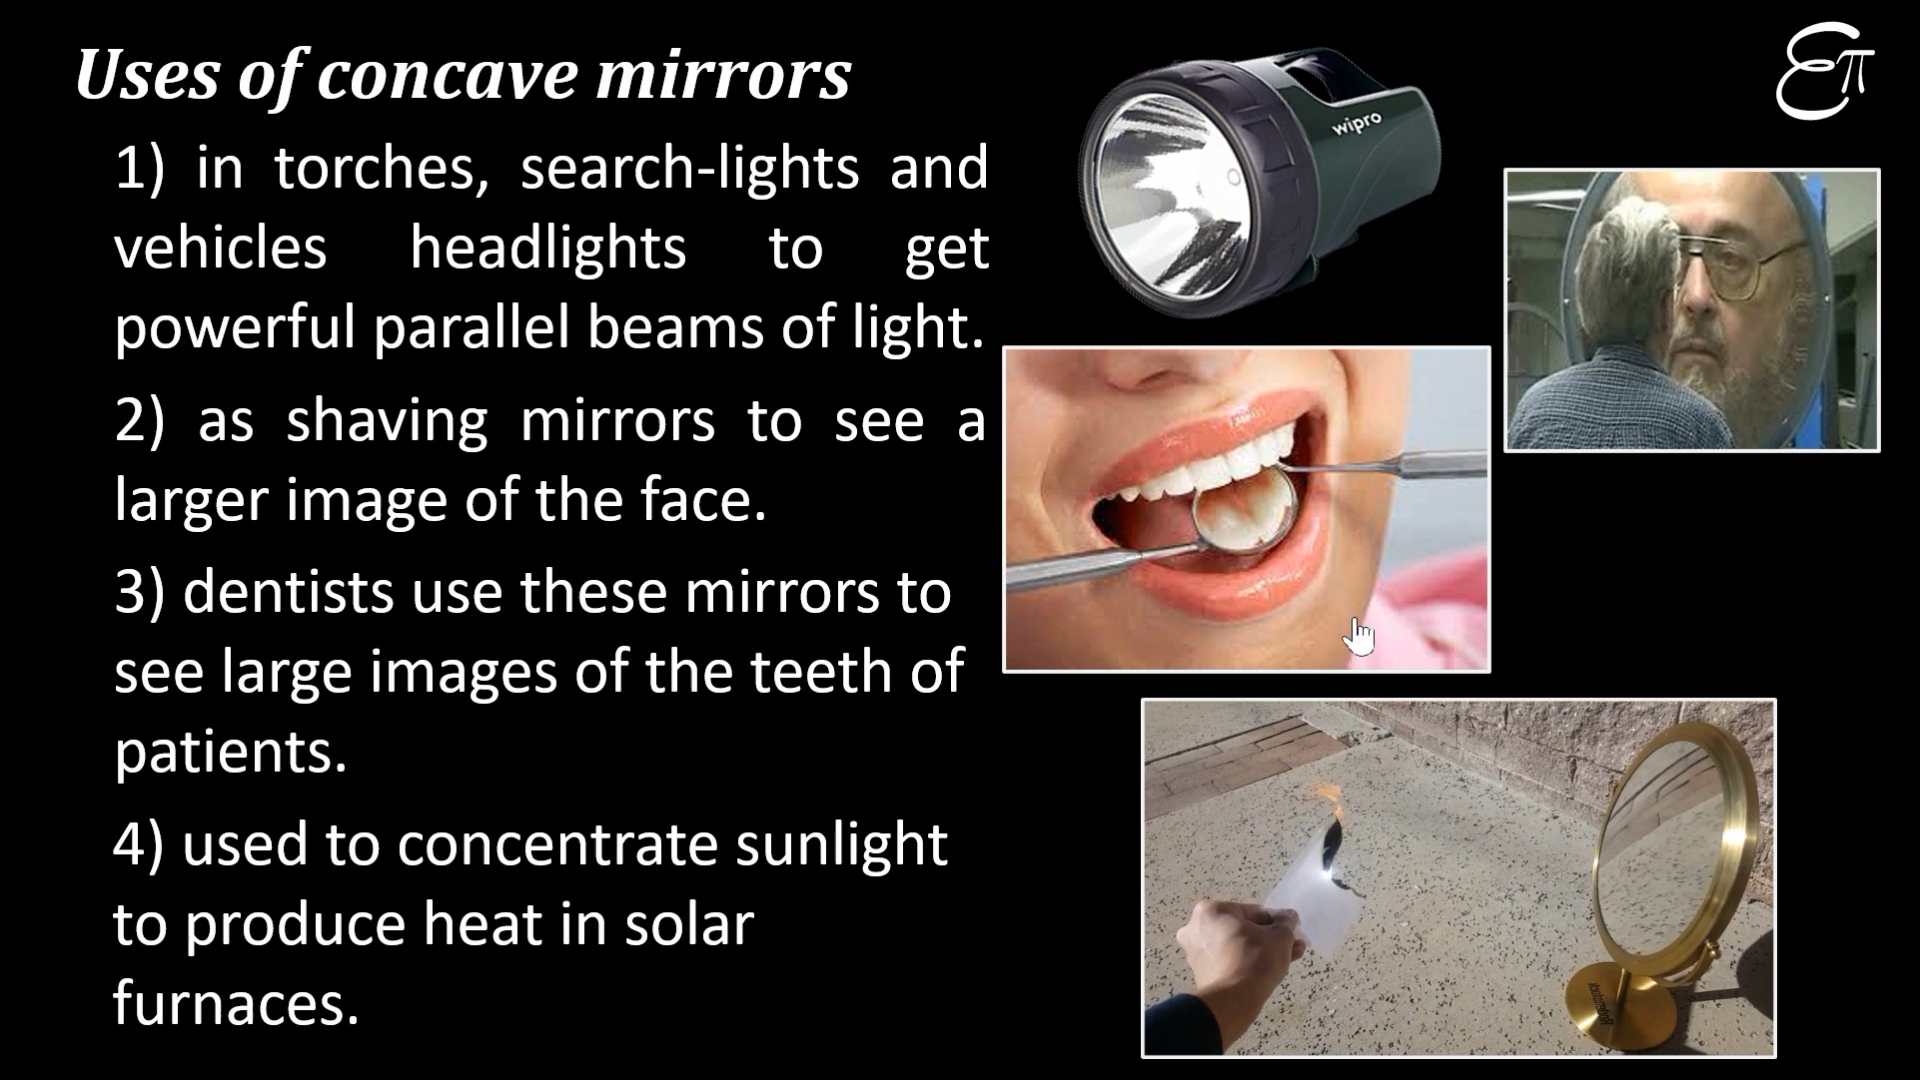 Uses of concave mirrors
1) in torches, search-lights and
vehicles headlights to get
powerful parallel beams of light.
2) as shaving mirrors to see a
larger image of the face.
3) dentists use these mirrors to
see large images of the teeth of
patients.
4) used to concentrate sunlight
to produce heat in solar
furnaces.
wipro
επ